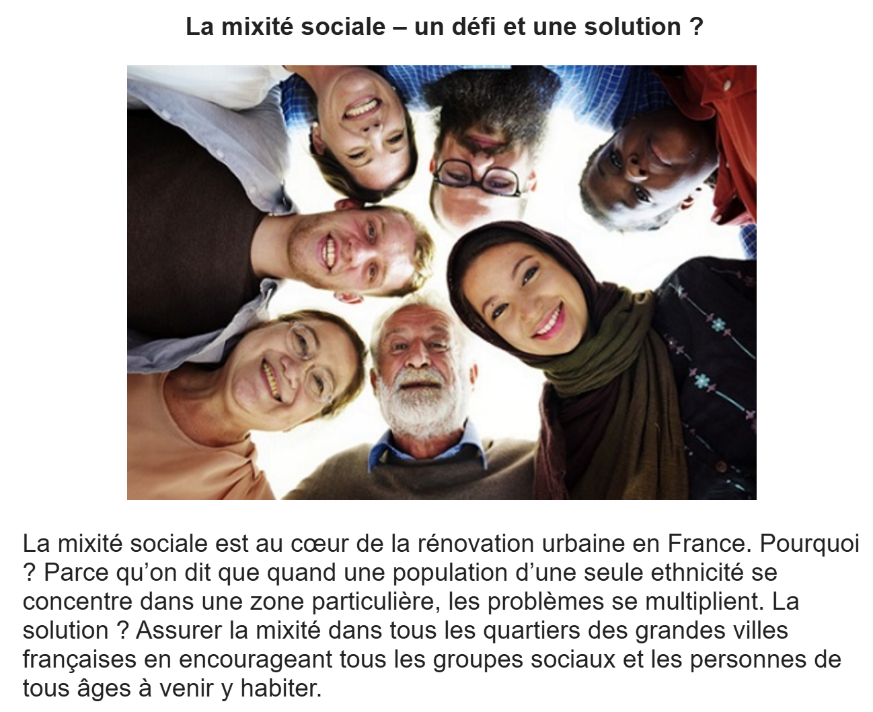 La mixité sociale – un défi et une solution ?
La mixité sociale est au cœur de la rénovation urbaine en France. Pourquoi
? Parce qu’on dit que quand une population d’une seule ethnicité se
concentre dans une zone particulière, les problèmes se multiplient. La
solution ? Assurer la mixité dans tous les quartiers des grandes villes
françaises en encourageant tous les groupes sociaux et les personnes de
tous âges à venir y habiter.